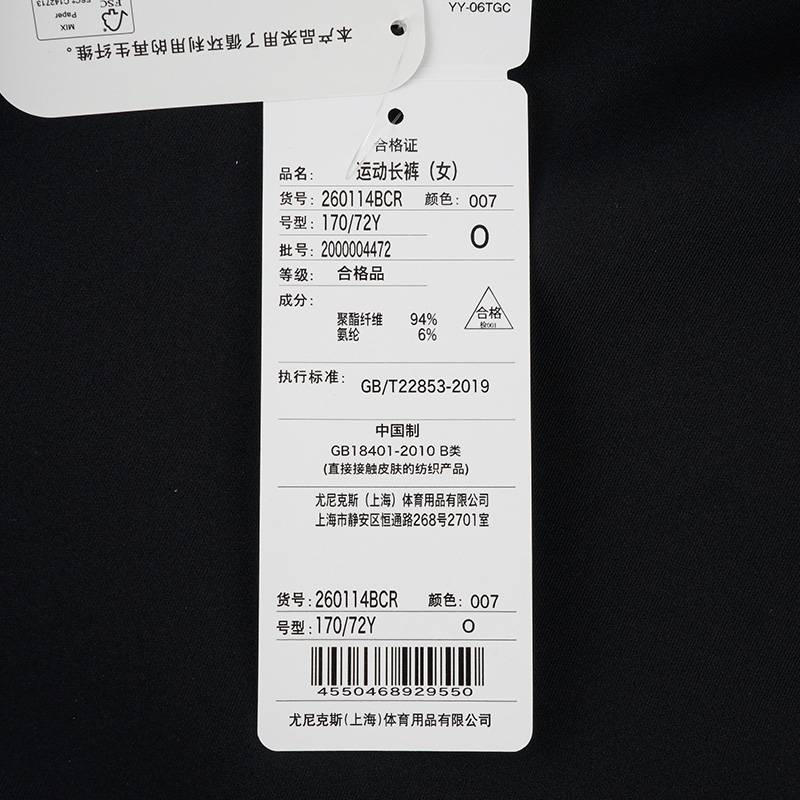 YY-06TGC
FSC® C142713
MIX
Paper
本产品采用了循环利用的再生纤维。
合格证
品名: 运动长裤(女)
货号: 260114BCR 颜色: 007
号型: 170/72Y O
批号: 2000004472
等级: 合格品
成分:
聚酯纤维 94%
氨纶 6%
合格
检001
执行标准: GB/T22853-2019
中国制
GB18401-2010 B类
(直接接触皮肤的纺织产品)
尤尼克斯(上海)体育用品有限公司
上海市静安区恒通路268号2701室
货号: 260114BCR 颜色: 007
号型: 170/72Y O
4550468929550
尤尼克斯(上海)体育用品有限公司